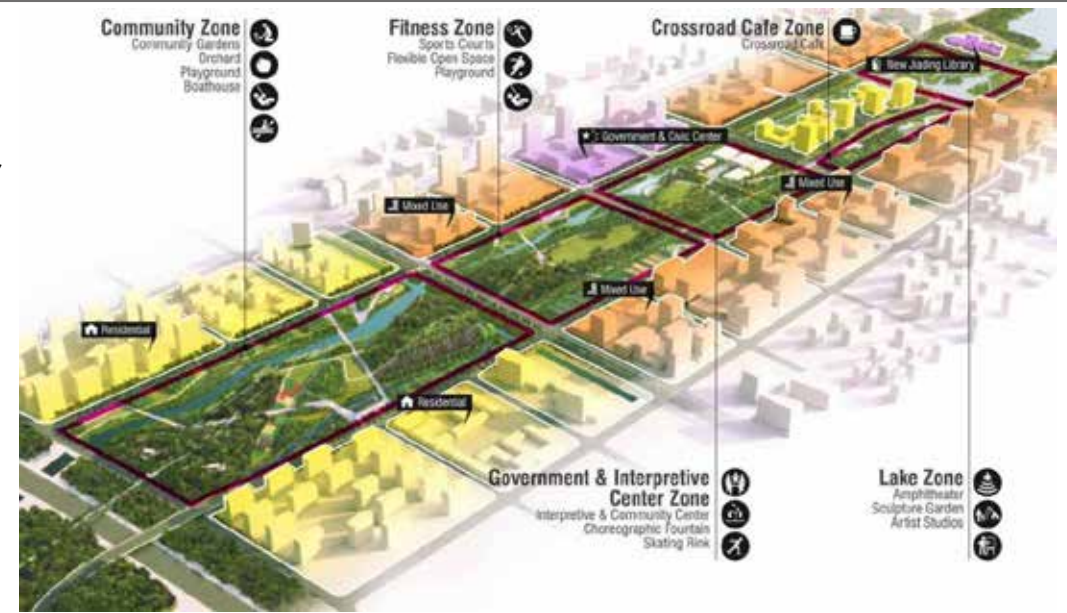 Community Zone
Community Gardens
Orchard
Playground
Boathouse
Fitness Zone
Sports Courts
Flexible Open Space
Playground
Crossroad Cafe Zone
Crossroad Cafe
New Jiading Library
Government & Civic Center
Mixed Use
Mixed Use
Mixed Use
Residential
Residential
Government & Interpretive
Center Zone
Interpretive & Community Center
Choreographic Fountain
Skating Rink
Lake Zone
Amphitheater
Sculpture Garden
Artist Studios